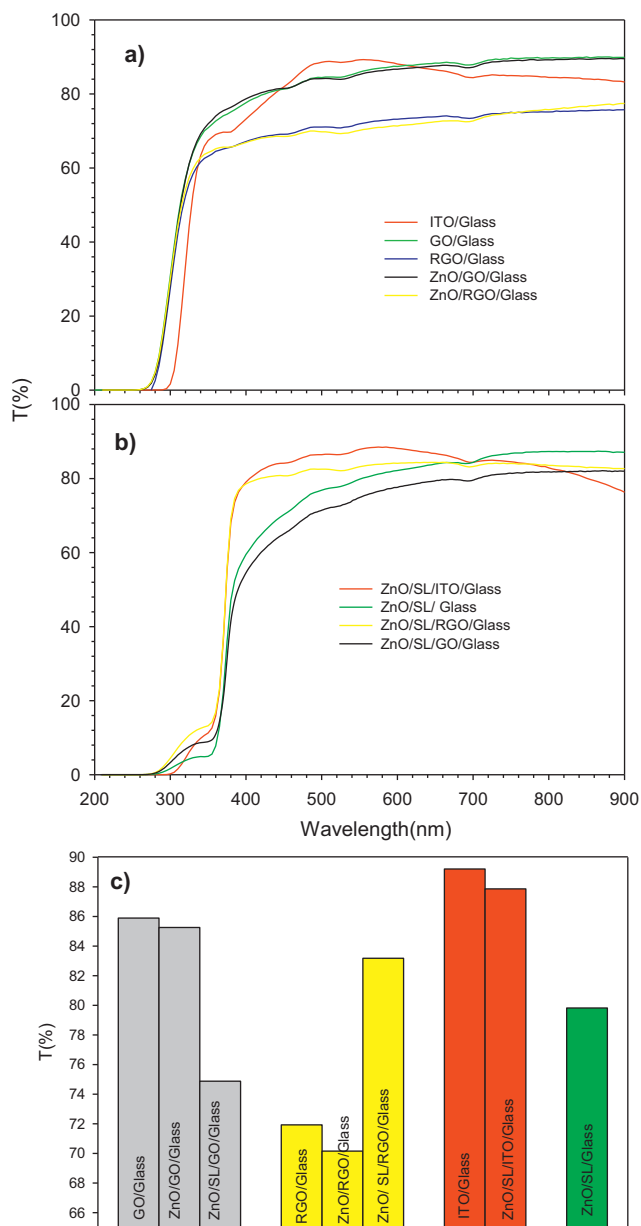 a)
100
80
60
40
20
0
ITO/Glass
GO/Glass
RGO/Glass
ZnO/GO/Glass
ZnO/RGO/Glass
T(%)
b)
100
80
60
40
20
0
ZnO/SL/ITO/Glass
ZnO/SL/ Glass
ZnO/SL/RGO/Glass
ZnO/SL/GO/Glass
200 300 400 500 600 700 800 900
Wavelength(nm)
c)
90
88
86
84
82
80
78
76
74
72
70
68
66
T(%)
GO/Glass
ZnO/GO/Glass
ZnO/SL/GO/Glass
RGO/Glass
ZnO/RGO/Glass
ZnO/ SL/RGO/Glass
ITO/Glass
ZnO/SL/ITO/Glass
ZnO/SL/Glass